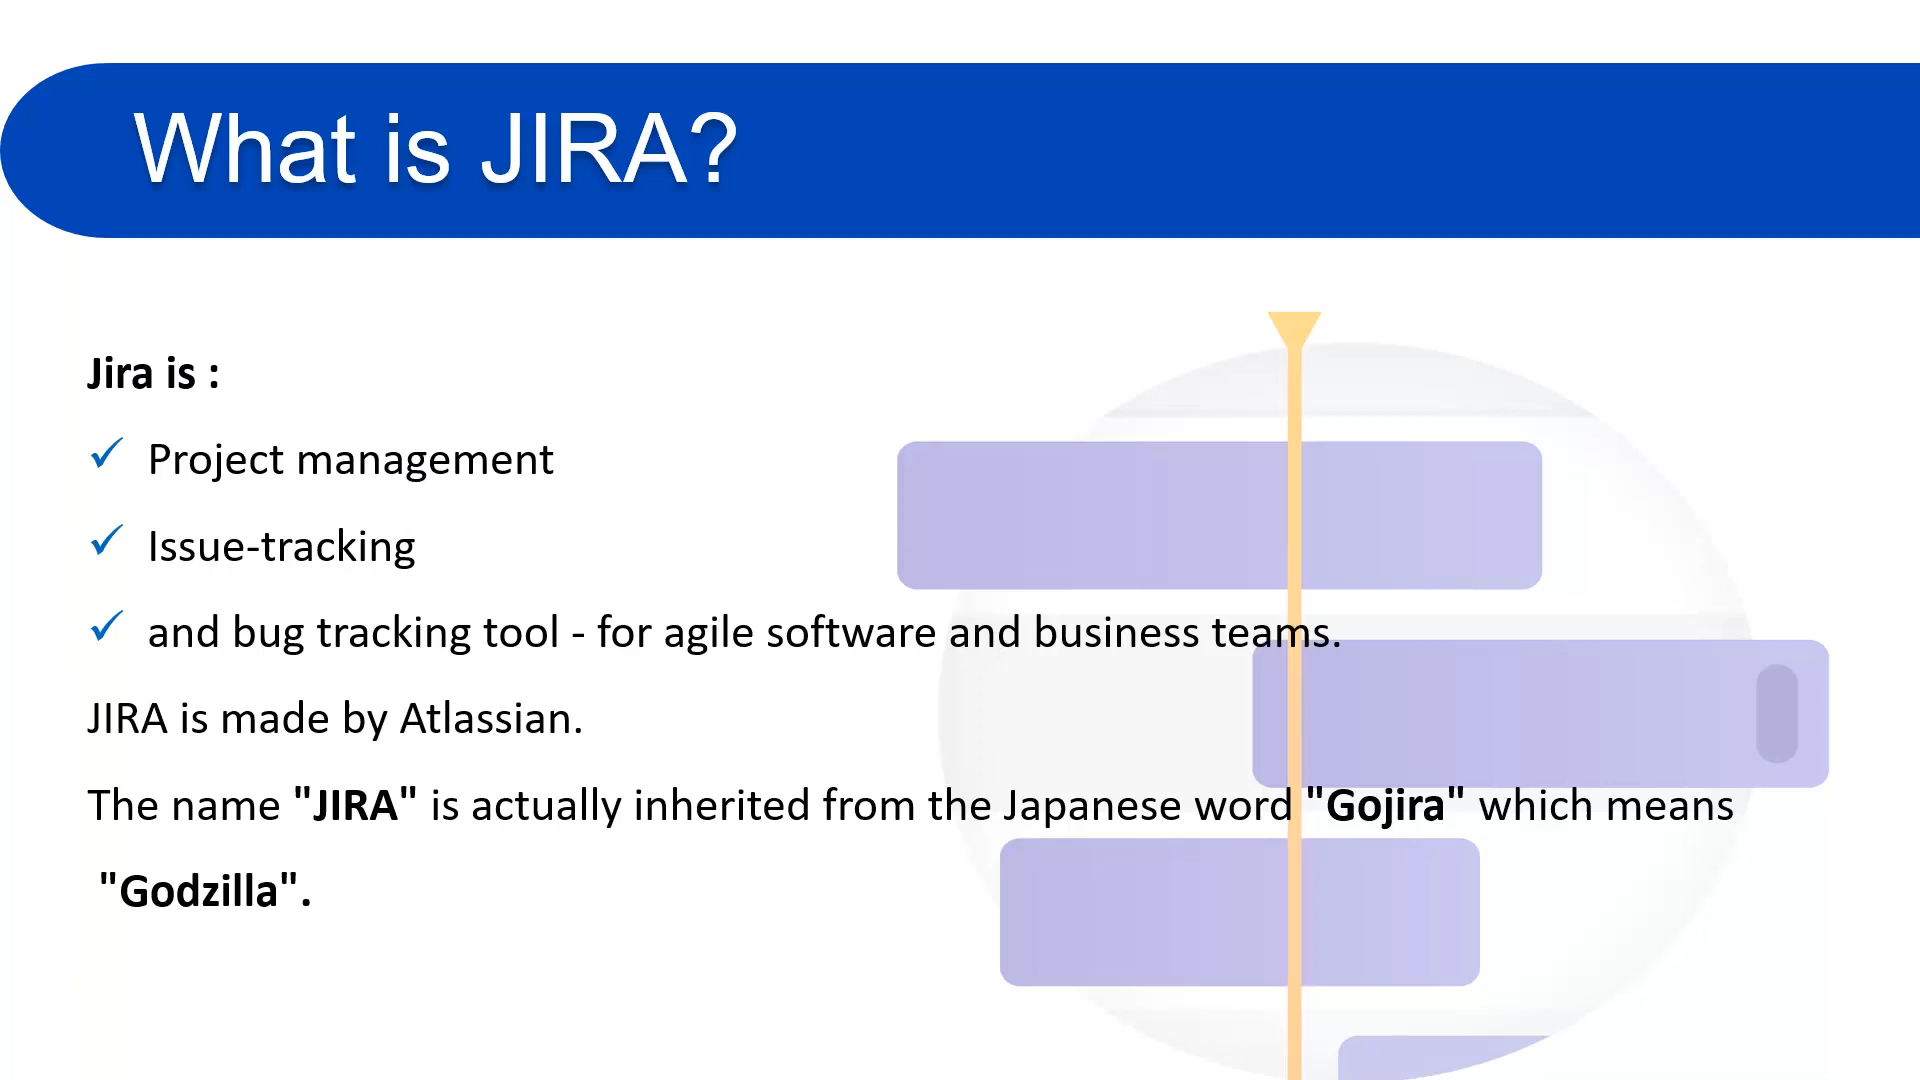 What is JIRA?
Jira is :
✓ Project management
✓ Issue-tracking
✓ and bug tracking tool - for agile software and business teams.
JIRA is made by Atlassian.
The name "JIRA" is actually inherited from the Japanese word "Gojira" which means
"Godzilla".